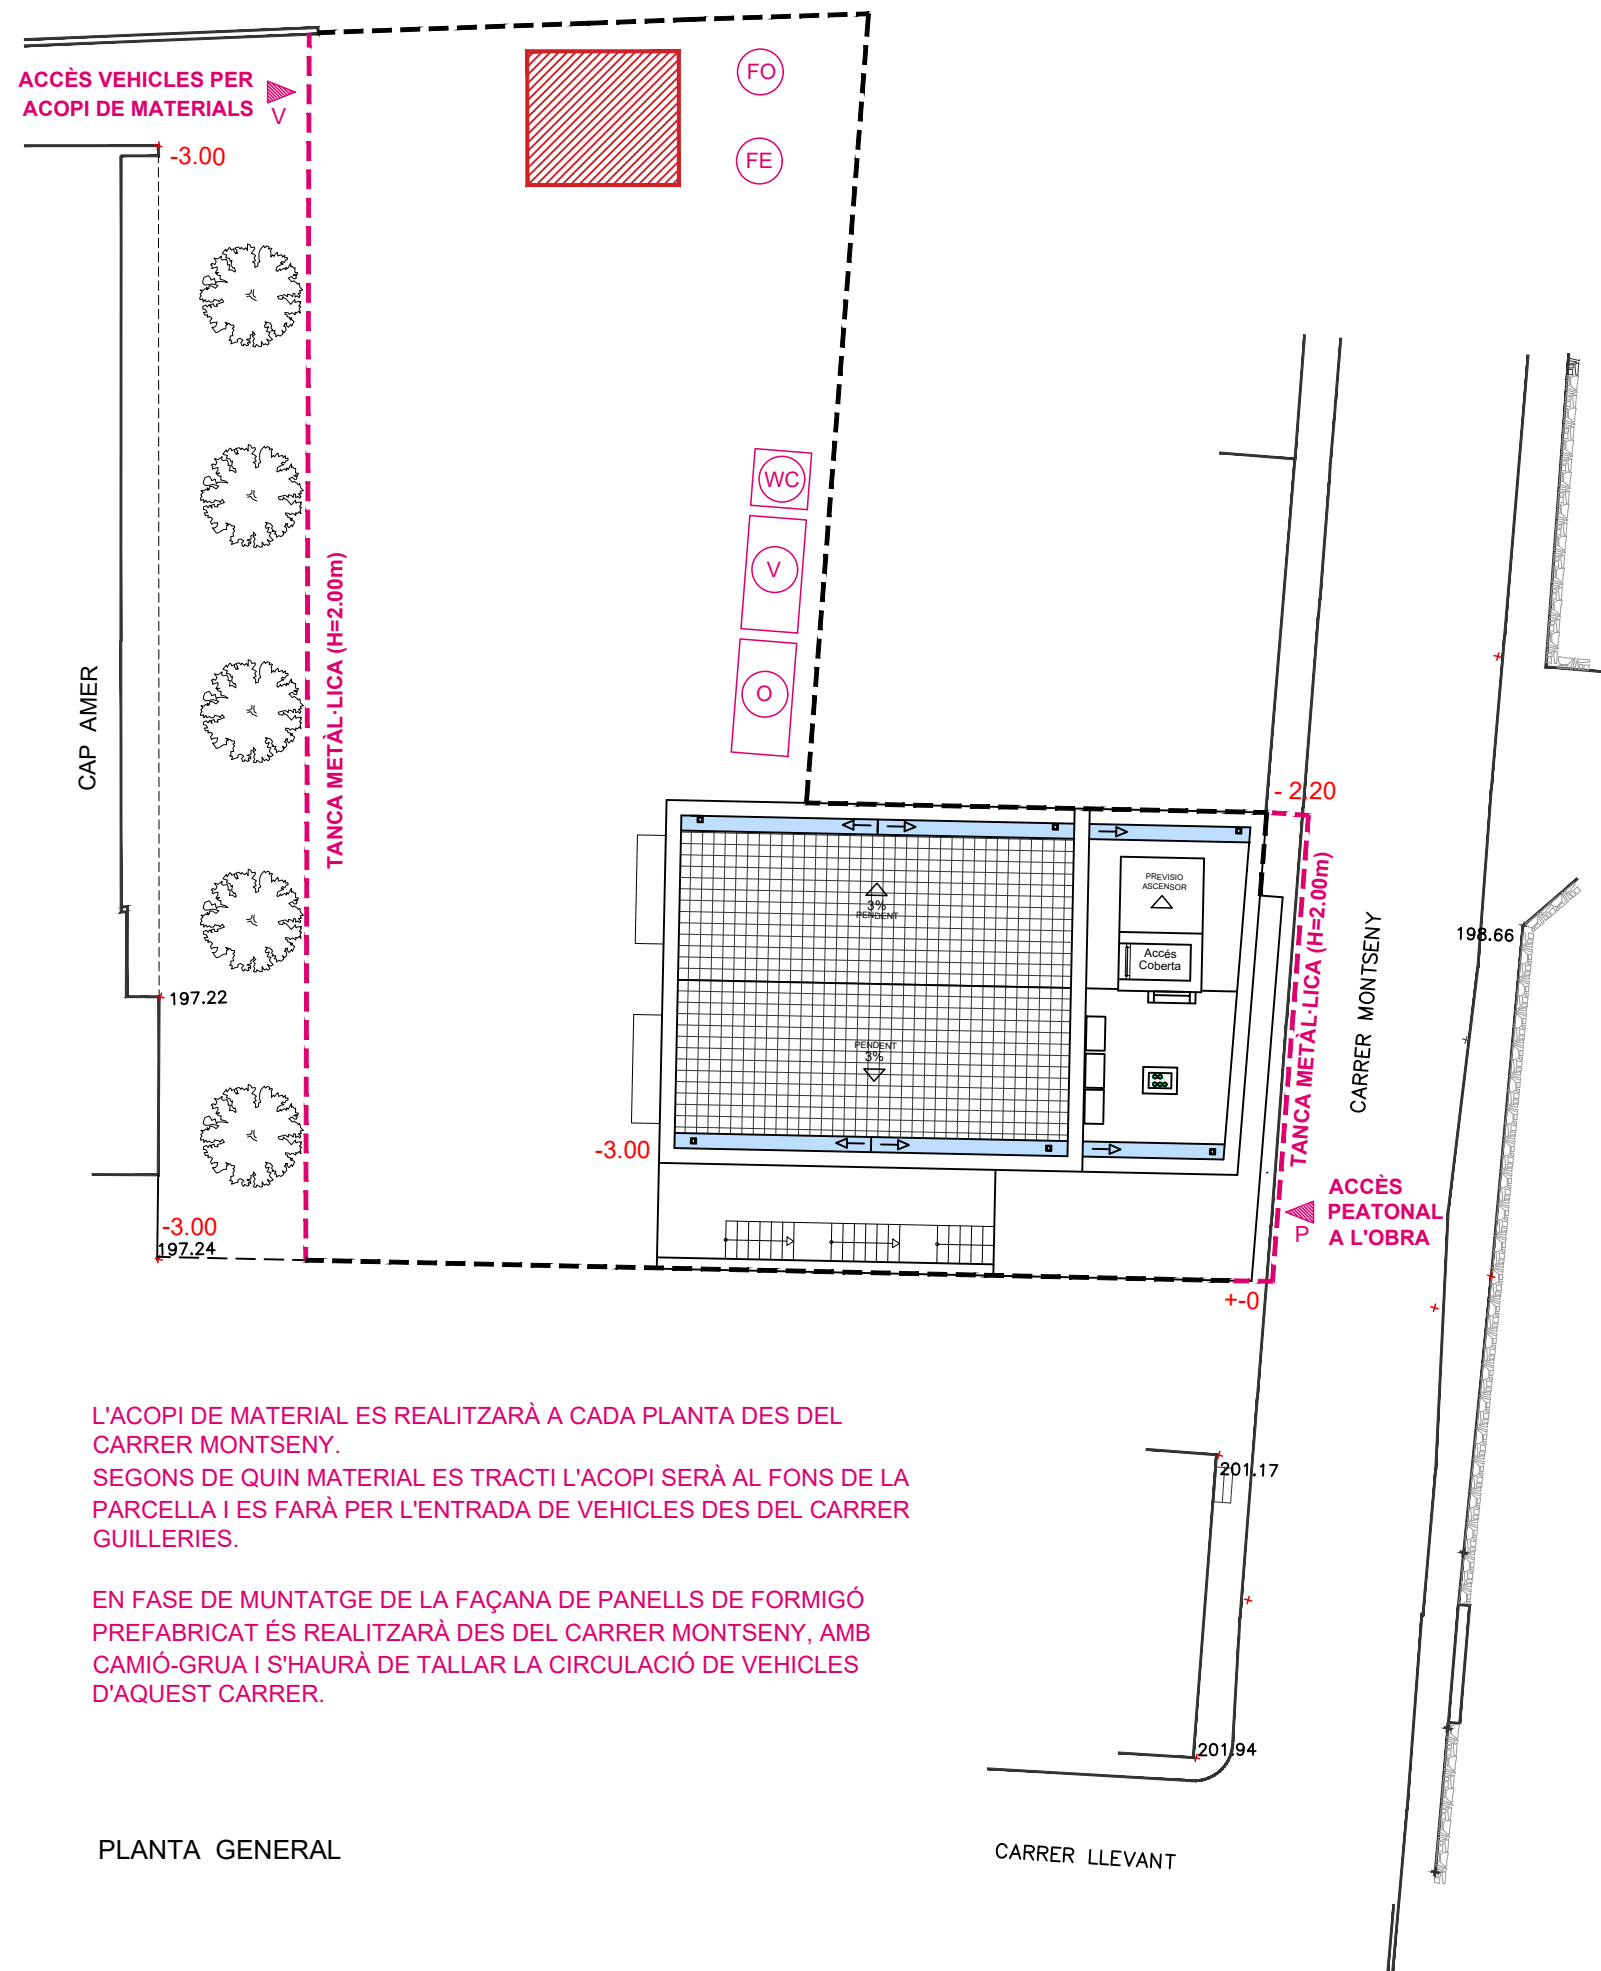 ACCÈS VEHICLES PER
ACOPI DE MATERIALS
V
-3.00
FO
FE
WC
V
O
TANCA METÀL·LICA (H=2.00m)
CAP AMER
- 2.20
PREVISIO
ASCENSOR
Accés
Coberta
3%
PENDENT
PENDENT
3%
TANCA METÀL·LICA (H=2.00m)
CARRER MONTSENY
198.66
197.22
-3.00
-3.00
197.24
ACCÈS
PEATONAL
A L'OBRA
P
+-0
L'ACOPI DE MATERIAL ES REALITZARÀ A CADA PLANTA DES DEL
CARRER MONTSENY.
SEGONS DE QUIN MATERIAL ES TRACTI L'ACOPI SERÀ AL FONS DE LA
PARCELLA I ES FARÀ PER L'ENTRADA DE VEHICLES DES DEL CARRER
GUILLERIES.
EN FASE DE MUNTATGE DE LA FAÇANA DE PANELLS DE FORMIGÓ
PREFABRICAT ÉS REALITZARÀ DES DEL CARRER MONTSENY, AMB
CAMIÓ-GRUA I S'HAURÀ DE TALLAR LA CIRCULACIÓ DE VEHICLES
D'AQUEST CARRER.
201.17
201.94
PLANTA GENERAL
CARRER LLEVANT